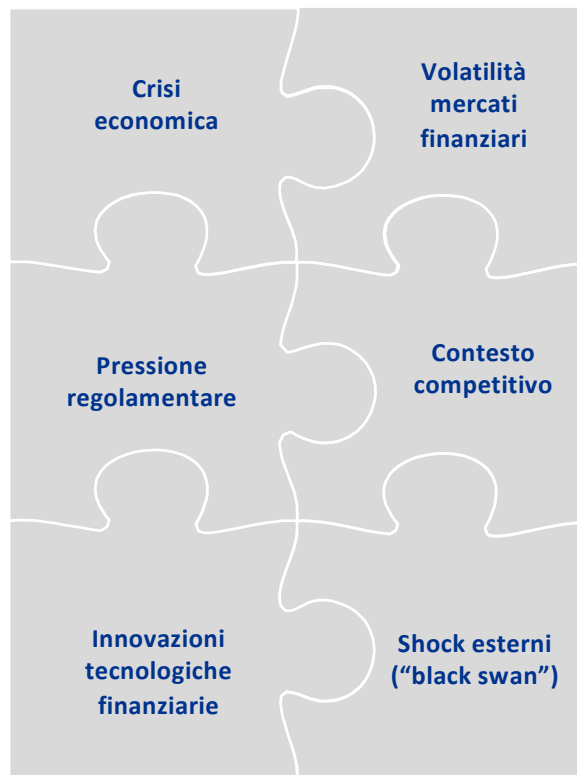 Crisi
economica
Volatilità
mercati
finanziari
Pressione
regolamentare
Contesto
competitivo
Innovazioni
tecnologiche
finanziarie
Shock esterni
(“black swan”)